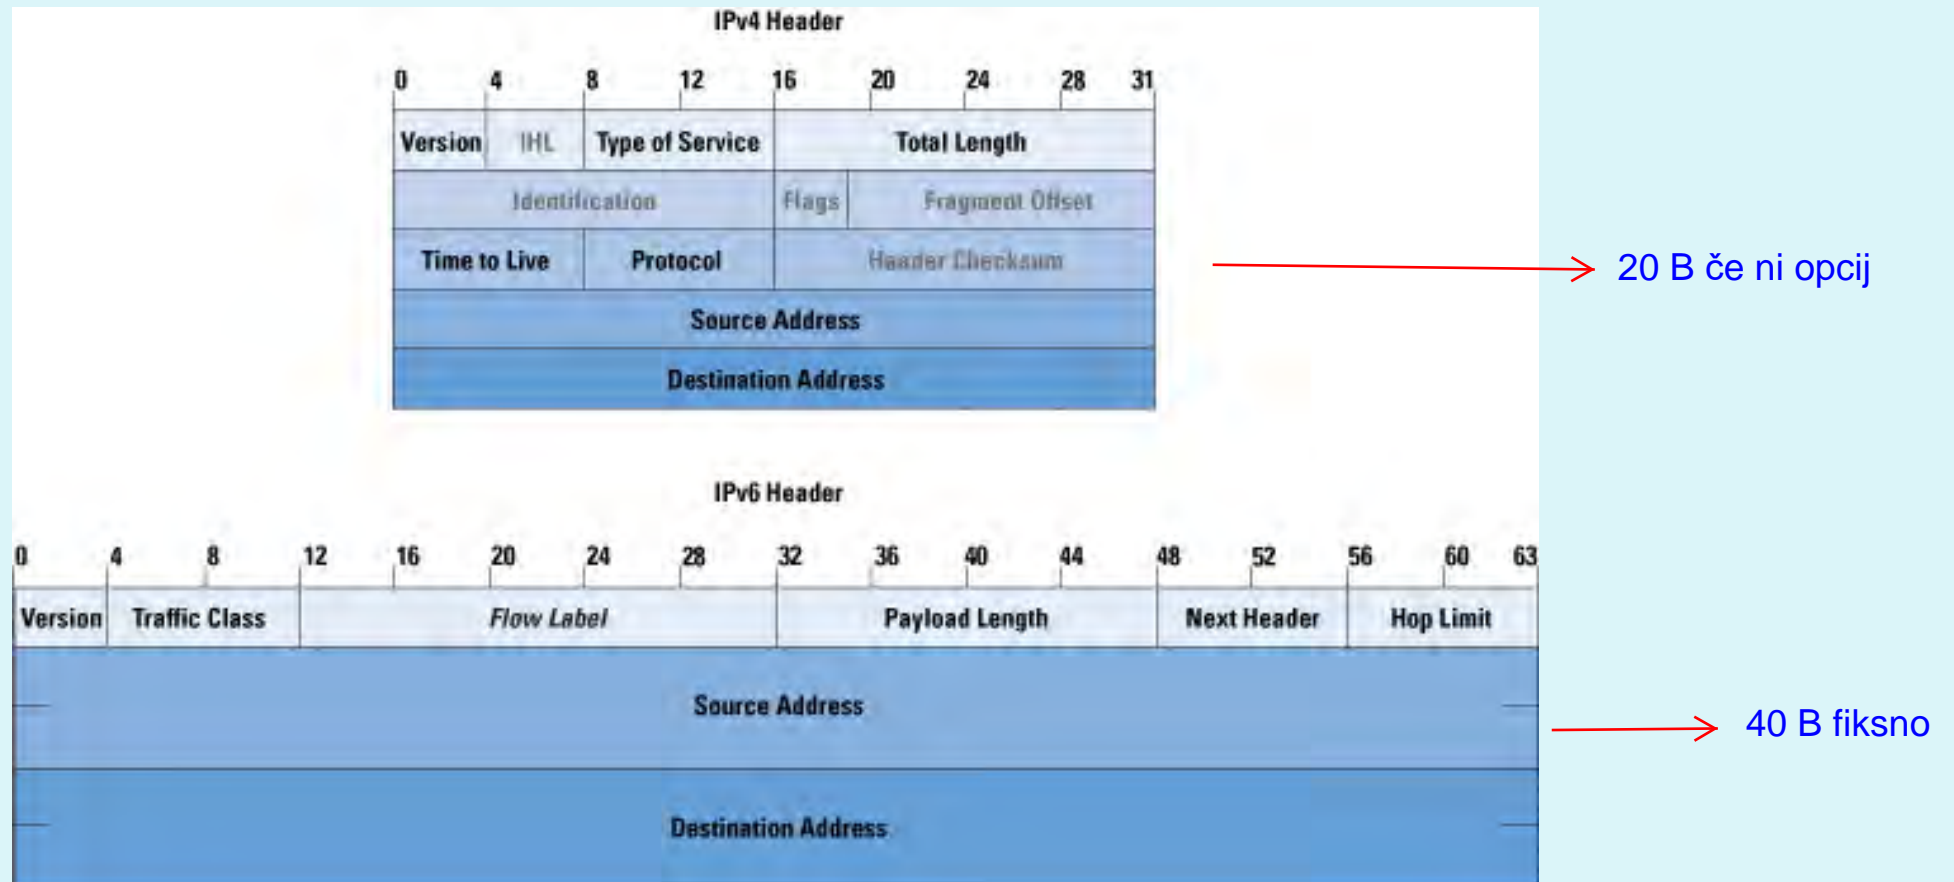 IPv4 Header
0 4 8 12 16 20 24 28 31
Version IHL Type of Service Total Length
Identification Flags Fragment Offset
Time to Live Protocol Header Checksum
20 B če ni opcij
Source Address
Destination Address
IPv6 Header
0 4 8 12 16 20 24 28 32 36 40 44 48 52 56 60 63
Version Traffic Class Flow Label Payload Length Next Header Hop Limit
Source Address
40 B fiksno
Destination Address